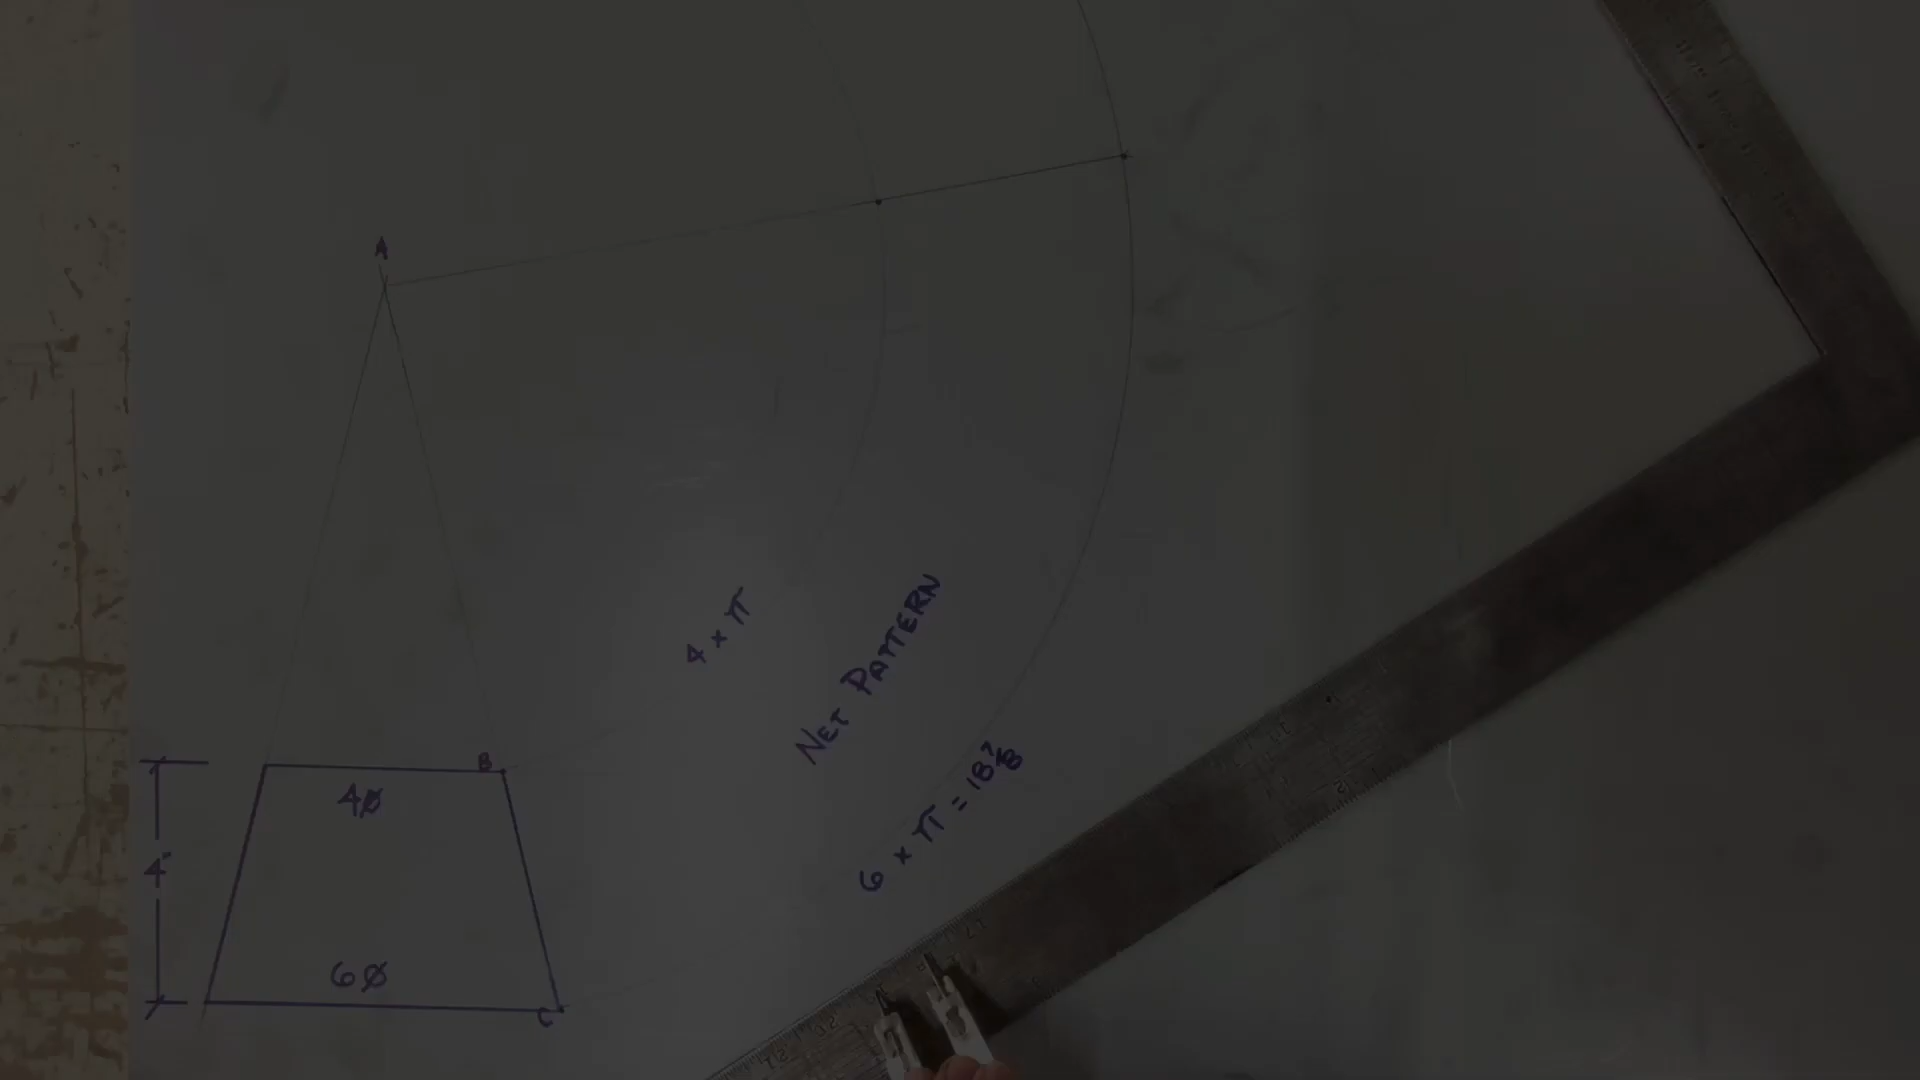 A
B
4ø
4"
6ø
C
4 × π
NET PATTERN
6 × π = 18 7/8